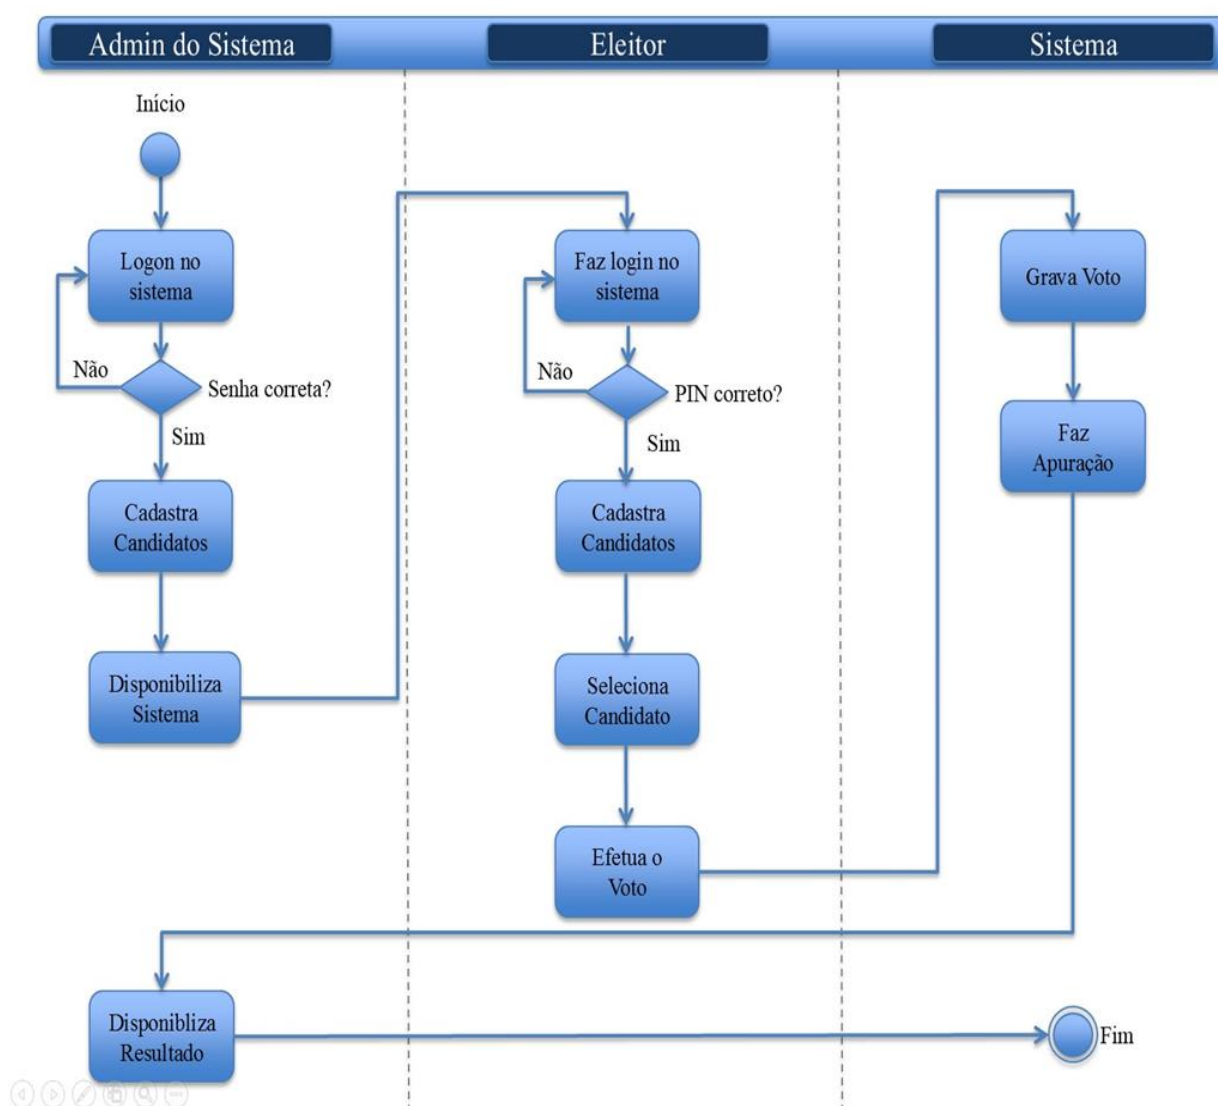 Admin do Sistema
Eleitor
Sistema
Início
Logon no
sistema
Não
Senha correta?
Sim
Cadastra
Candidatos
Disponibiliza
Sistema
Faz login no
sistema
Não
PIN correto?
Sim
Cadastra
Candidatos
Seleciona
Candidato
Efetua o
Voto
Grava Voto
Faz
Apuração
Disponibliza
Resultado
Fim